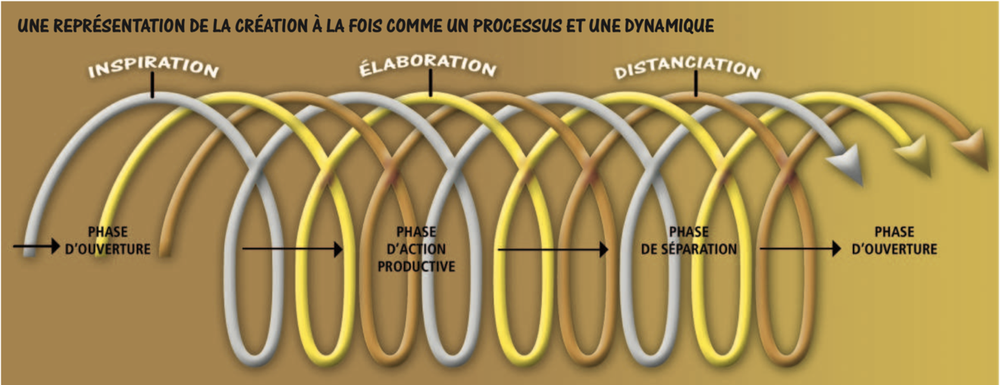 UNE REPRÉSENTATION DE LA CRÉATION À LA FOIS COMME UN PROCESSUS ET UNE DYNAMIQUE
INSPIRATION
ÉLABORATION
DISTANCIATION
PHASE
D'OUVERTURE
PHASE
D'ACTION
PRODUCTIVE
PHASE
DE SÉPARATION
PHASE
D'OUVERTURE